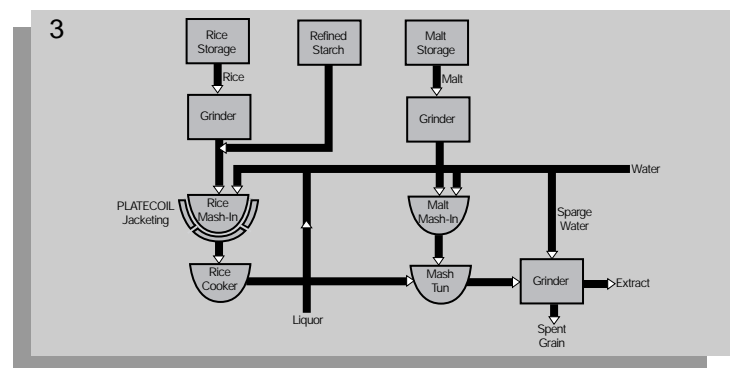 3
Rice
Storage
Refined
Starch
Malt
Storage
Rice
Malt
Grinder
Grinder
Water
PLATECOIL
Jacketing
Rice
Mash-In
Malt
Mash-In
Sparge
Water
Rice
Cooker
Mash
Tun
Grinder
Extract
Liquor
Spent
Grain